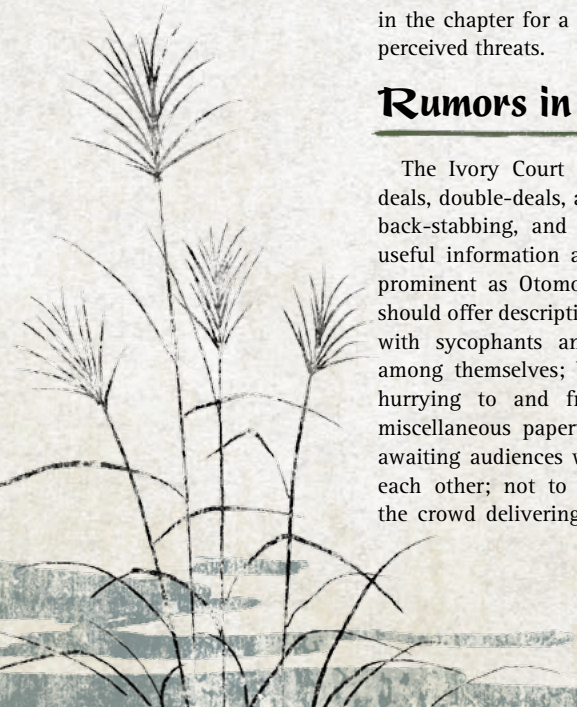 in the chapter for a
perceived threats.
Rumors in
The Ivory Court
deals, double-deals, a
back-stabbing, and
useful information a
prominent as Otomo
should offer descripti
with sycophants an
among themselves;
hurrying to and fr
miscellaneous paper
awaiting audiences w
each other; not to
the crowd delivering